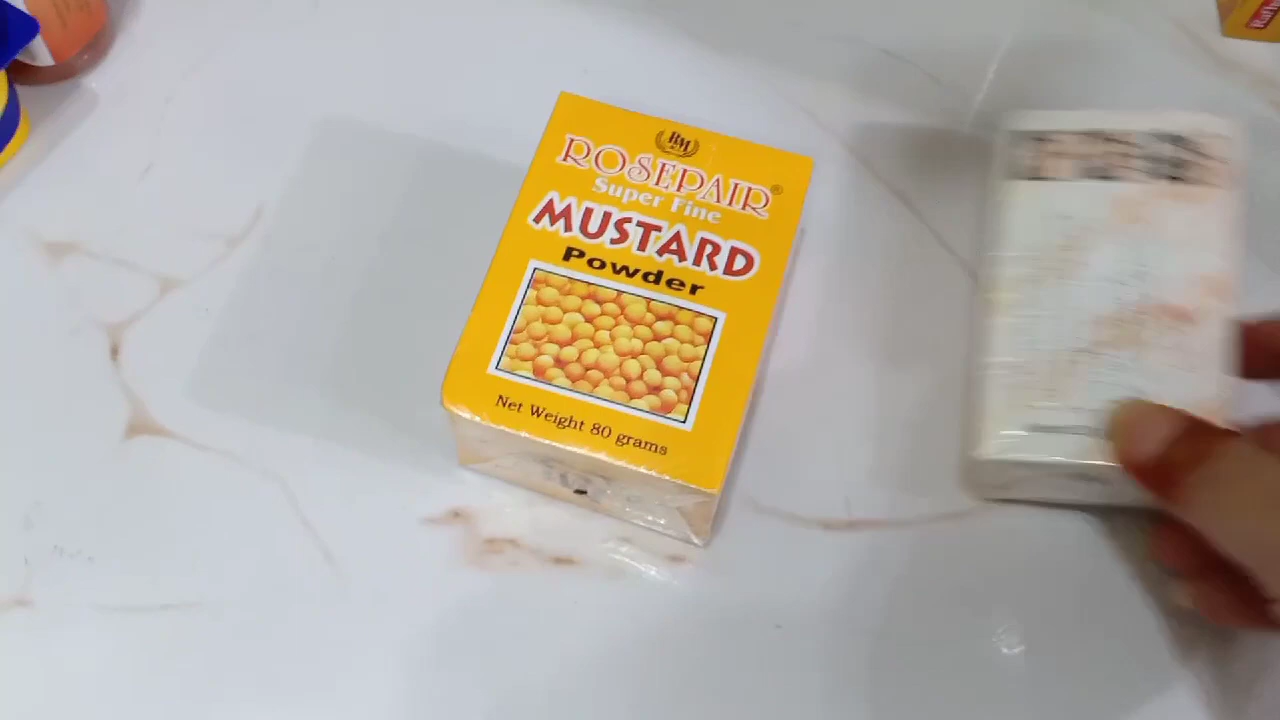 RM
ROSEPAIR®
Super Fine
MUSTARD
Powder
Net Weight 80 grams